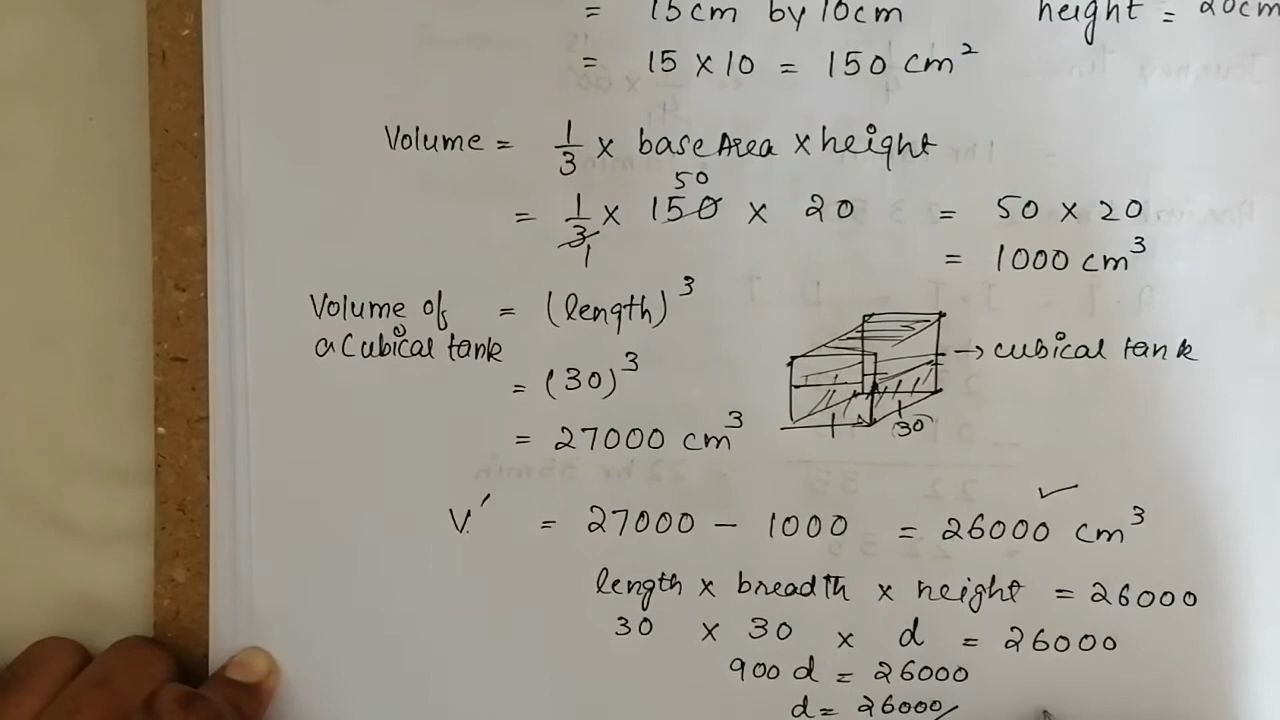 = 15cm by 10cm height = 20cm
= 15 × 10 = 150 cm²
Volume = 1/3 × base Area × height
50
= 1/3 × 150 × 20 = 50 × 20
1
= 1000 cm³
Volume of a Cubical tank = (length)³
→ cubical tank
= (30)³
30
= 27000 cm³
V' = 27000 - 1000 = 26000 cm³
length × breadth × height = 26000
30 × 30 × d = 26000
900 d = 26000
d = 26000/